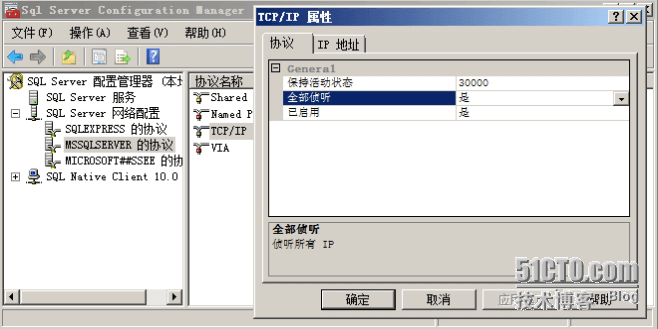 Sql Server Configuration Manager
文件(F) 操作(A) 查看(V) 帮助(H)
SQL Server 配置管理器 (本地
SQL Server 服务
SQL Server 网络配置
SQLEXPRESS 的协议
MSSQLSERVER 的协议
MICROSOFT##SSEE 的协
SQL Native Client 10.0
协议名称
Shared
Named P
TCP/IP
VIA
TCP/IP 属性
协议 IP 地址
General
保持活动状态 30000
全部侦听 是
已启用 是
全部侦听
侦听所有 IP
确定 取消 帮助
51CTO.com
技术博客 Blog